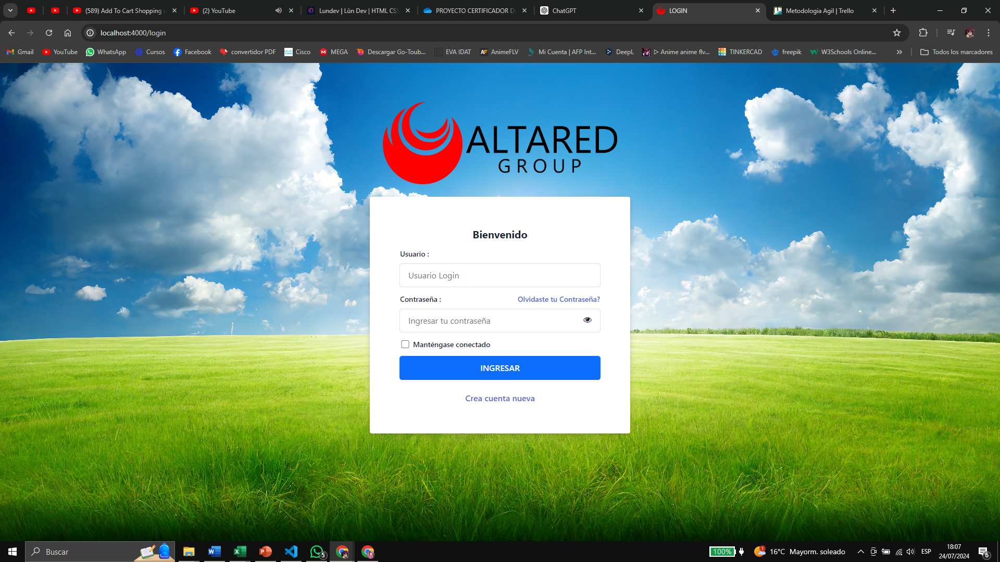 (589) Add To Cart Shopping
(2) YouTube
Lundev | Lùn Dev | HTML CSS
PROYECTO CERTIFICADOR D
ChatGPT
LOGIN
Metodologia Agil | Trello
localhost:4000/login
Gmail
YouTube
WhatsApp
Cursos
Facebook
convertidor PDF
Cisco
MEGA
Descargar Go-Toub...
EVA IDAT
AnimeFLV
Mi Cuenta | AFP Int...
DeepL
▷ Anime anime flv...
TINKERCAD
freepik
W3Schools Online...
Todos los marcadores
ALTARED
GROUP
Bienvenido
Usuario :
Usuario Login
Contraseña :
Olvidaste tu Contraseña?
Ingresar tu contraseña
Manténgase conectado
INGRESAR
Crea cuenta nueva
Buscar
5
100%
1
16°C Mayorm. soleado
ESP
18:07
24/07/2024
6